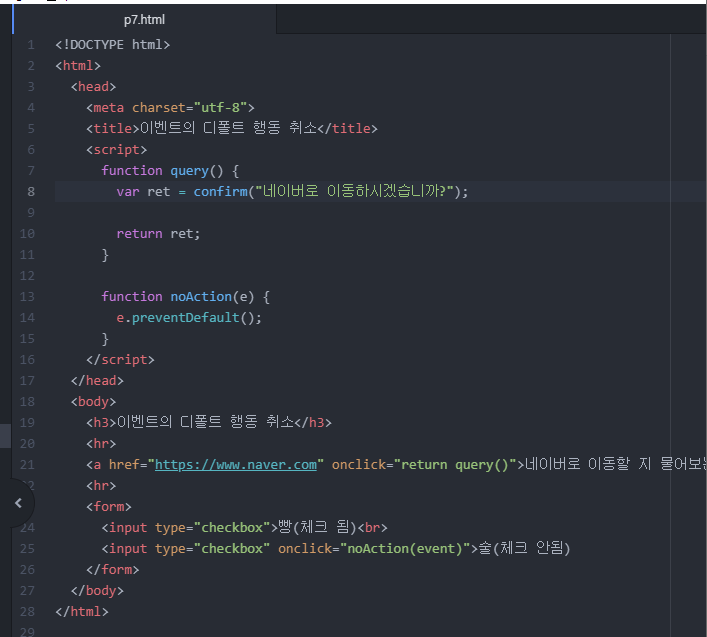 p7.html
1 <!DOCTYPE html>
2 <html>
3 <head>
4 <meta charset="utf-8">
5 <title>이벤트의 디폴트 행동 취소</title>
6 <script>
7 function query() {
8 var ret = confirm("네이버로 이동하시겠습니까?");
9
10 return ret;
11 }
12
13 function noAction(e) {
14 e.preventDefault();
15 }
16 </script>
17 </head>
18 <body>
19 <h3>이벤트의 디폴트 행동 취소</h3>
20 <hr>
21 <a href="https://www.naver.com" onclick="return query()">네이버로 이동할 지 물어보는
<hr>
<form>
24 <input type="checkbox">빵(체크 됨)<br>
25 <input type="checkbox" onclick="noAction(event)">술(체크 안됨)
26 </form>
27 </body>
28 </html>
29